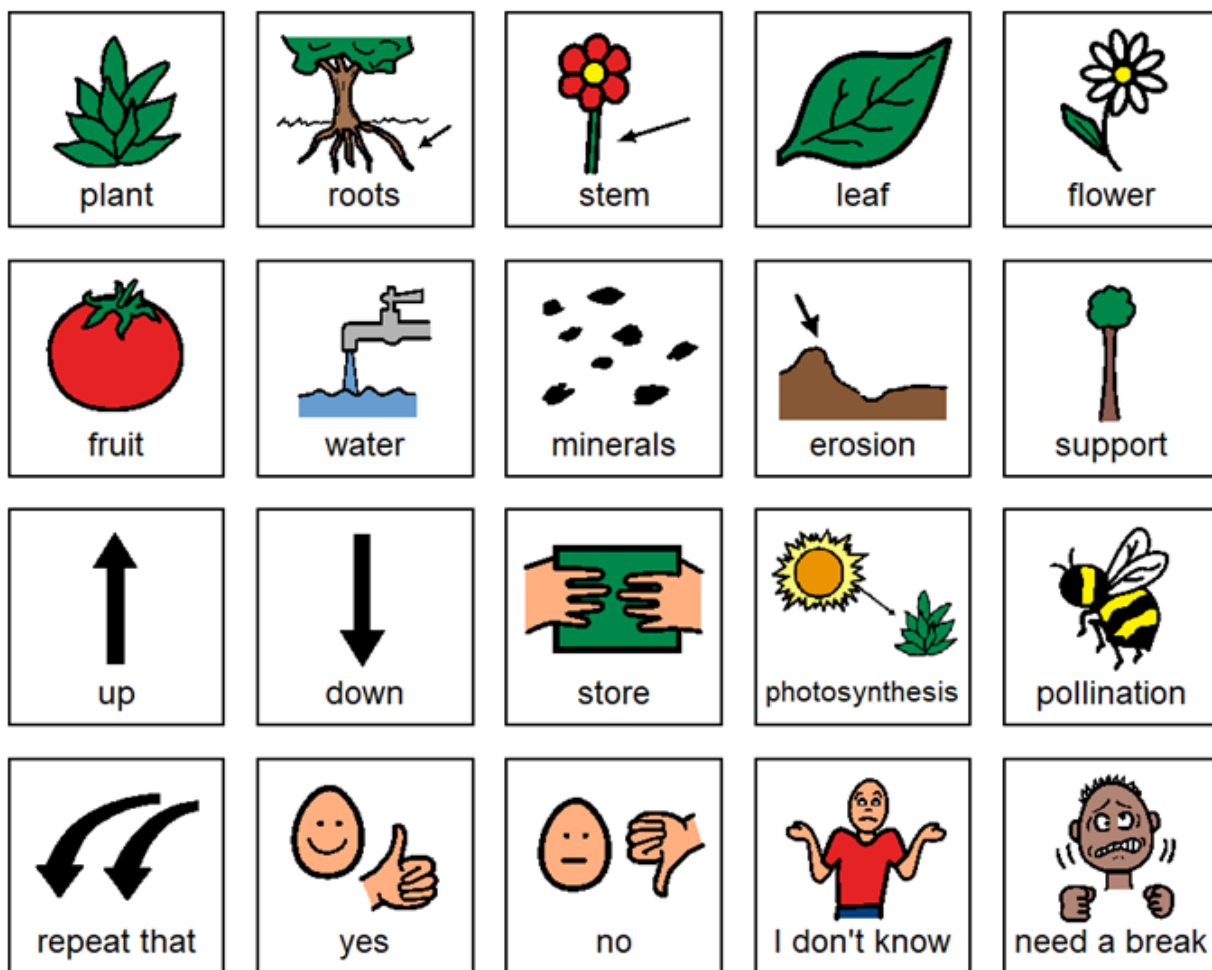 plant
roots
stem
leaf
flower
fruit
water
minerals
erosion
support
up
down
store
photosynthesis
pollination
repeat that
yes
no
I don't know
need a break